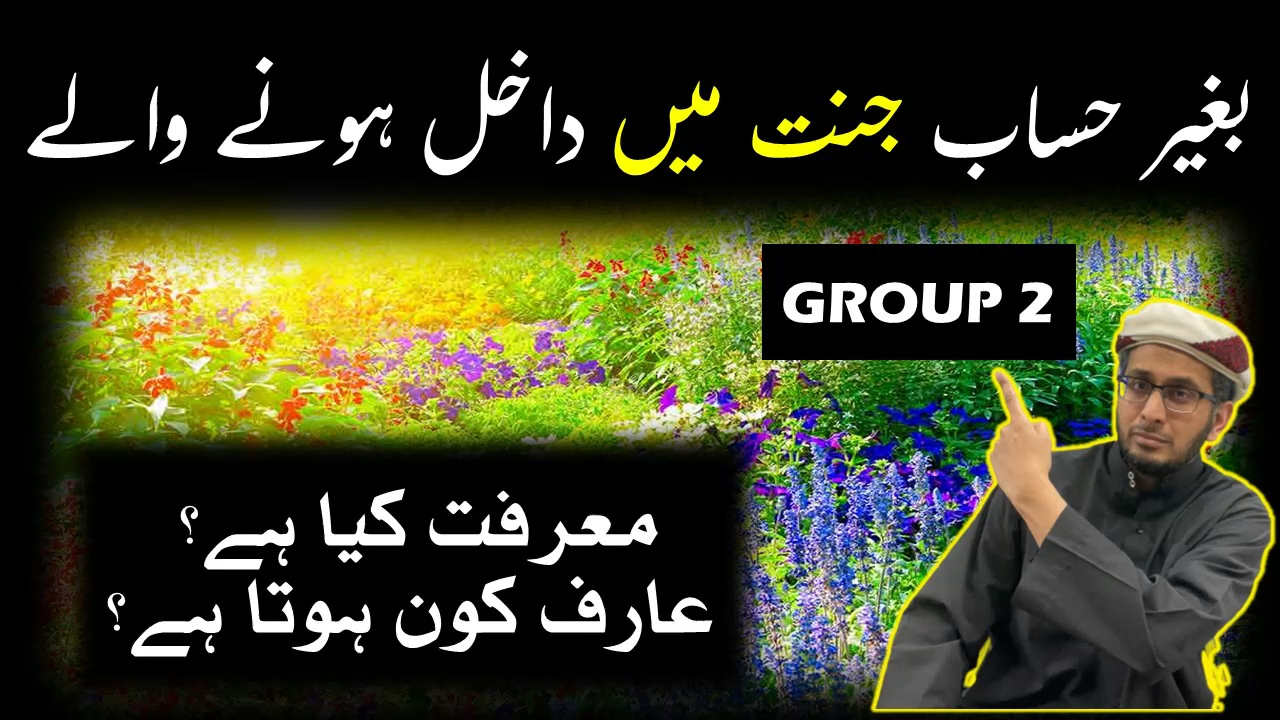 بغیر حساب جنت میں داخل ہونے والے
GROUP 2
معرفت کیا ہے؟
عارف کون ہوتا ہے؟